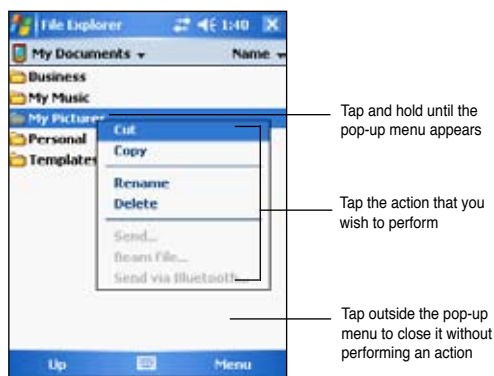 File Explorer 1:40
My Documents Name
Business
My Music
My Pictures
Personal
Templates
Cut
Copy
Rename
Delete
Send...
Beam File...
Send via Bluetooth...
Up Menu
Tap and hold until the
pop-up menu appears
Tap the action that you
wish to perform
Tap outside the pop-up
menu to close it without
performing an action